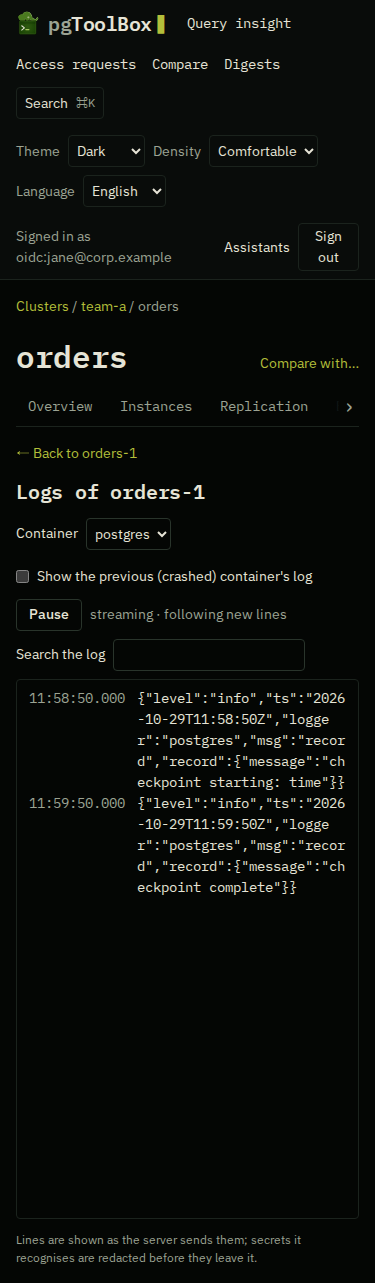 pgToolBox Query insight
Access requests Compare Digests
Search ⌘K
Theme Dark Density Comfortable
Language English
Signed in as
oidc:jane@corp.example
Assistants
Sign
out
Clusters / team-a / orders
orders
Compare with…
Overview Instances Replication ›
← Back to orders-1
Logs of orders-1
Container postgres
Show the previous (crashed) container's log
Pause streaming · following new lines
Search the log
11:58:50.000 {"level":"info","ts":"2026
-10-29T11:58:50Z","logge
r":"postgres","msg":"recor
d","record":{"message":"ch
eckpoint starting: time"}}
11:59:50.000 {"level":"info","ts":"2026
-10-29T11:59:50Z","logge
r":"postgres","msg":"recor
d","record":{"message":"ch
eckpoint complete"}}
Lines are shown as the server sends them; secrets it
recognises are redacted before they leave it.